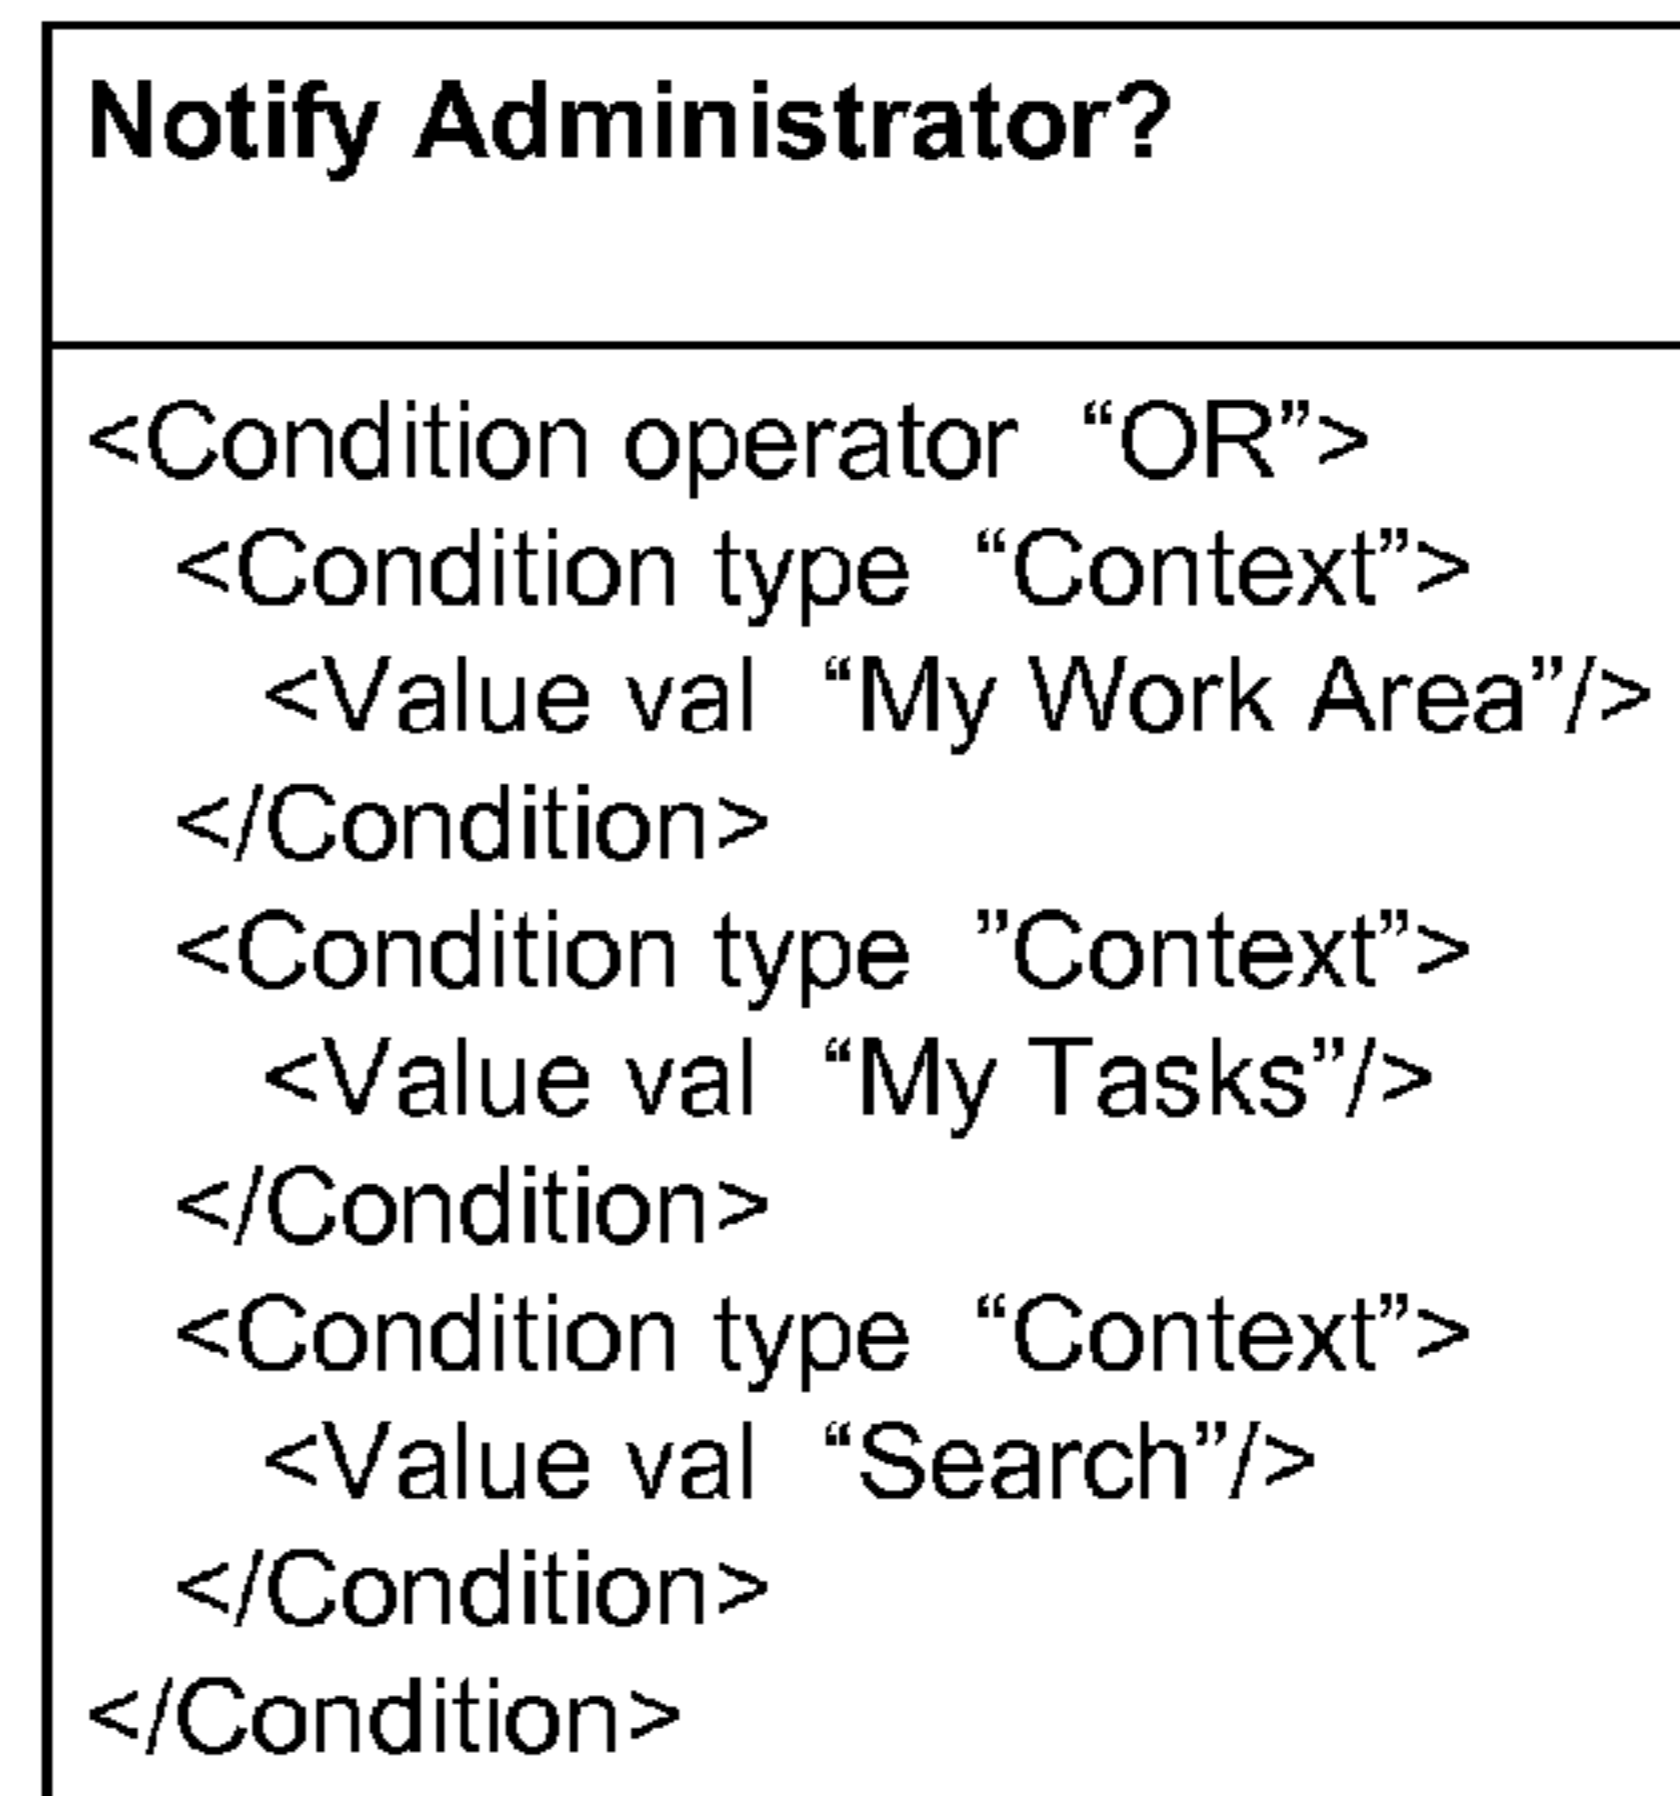 Notify Administrator?
<Condition operator “OR”>
<Condition type “Context”>
<Value val “My Work Area”/>
</Condition>
<Condition type ”Context”>
<Value val “My Tasks”/>
</Condition>
<Condition type “Context”>
<Value val “Search”/>
</Condition>
</Condition>